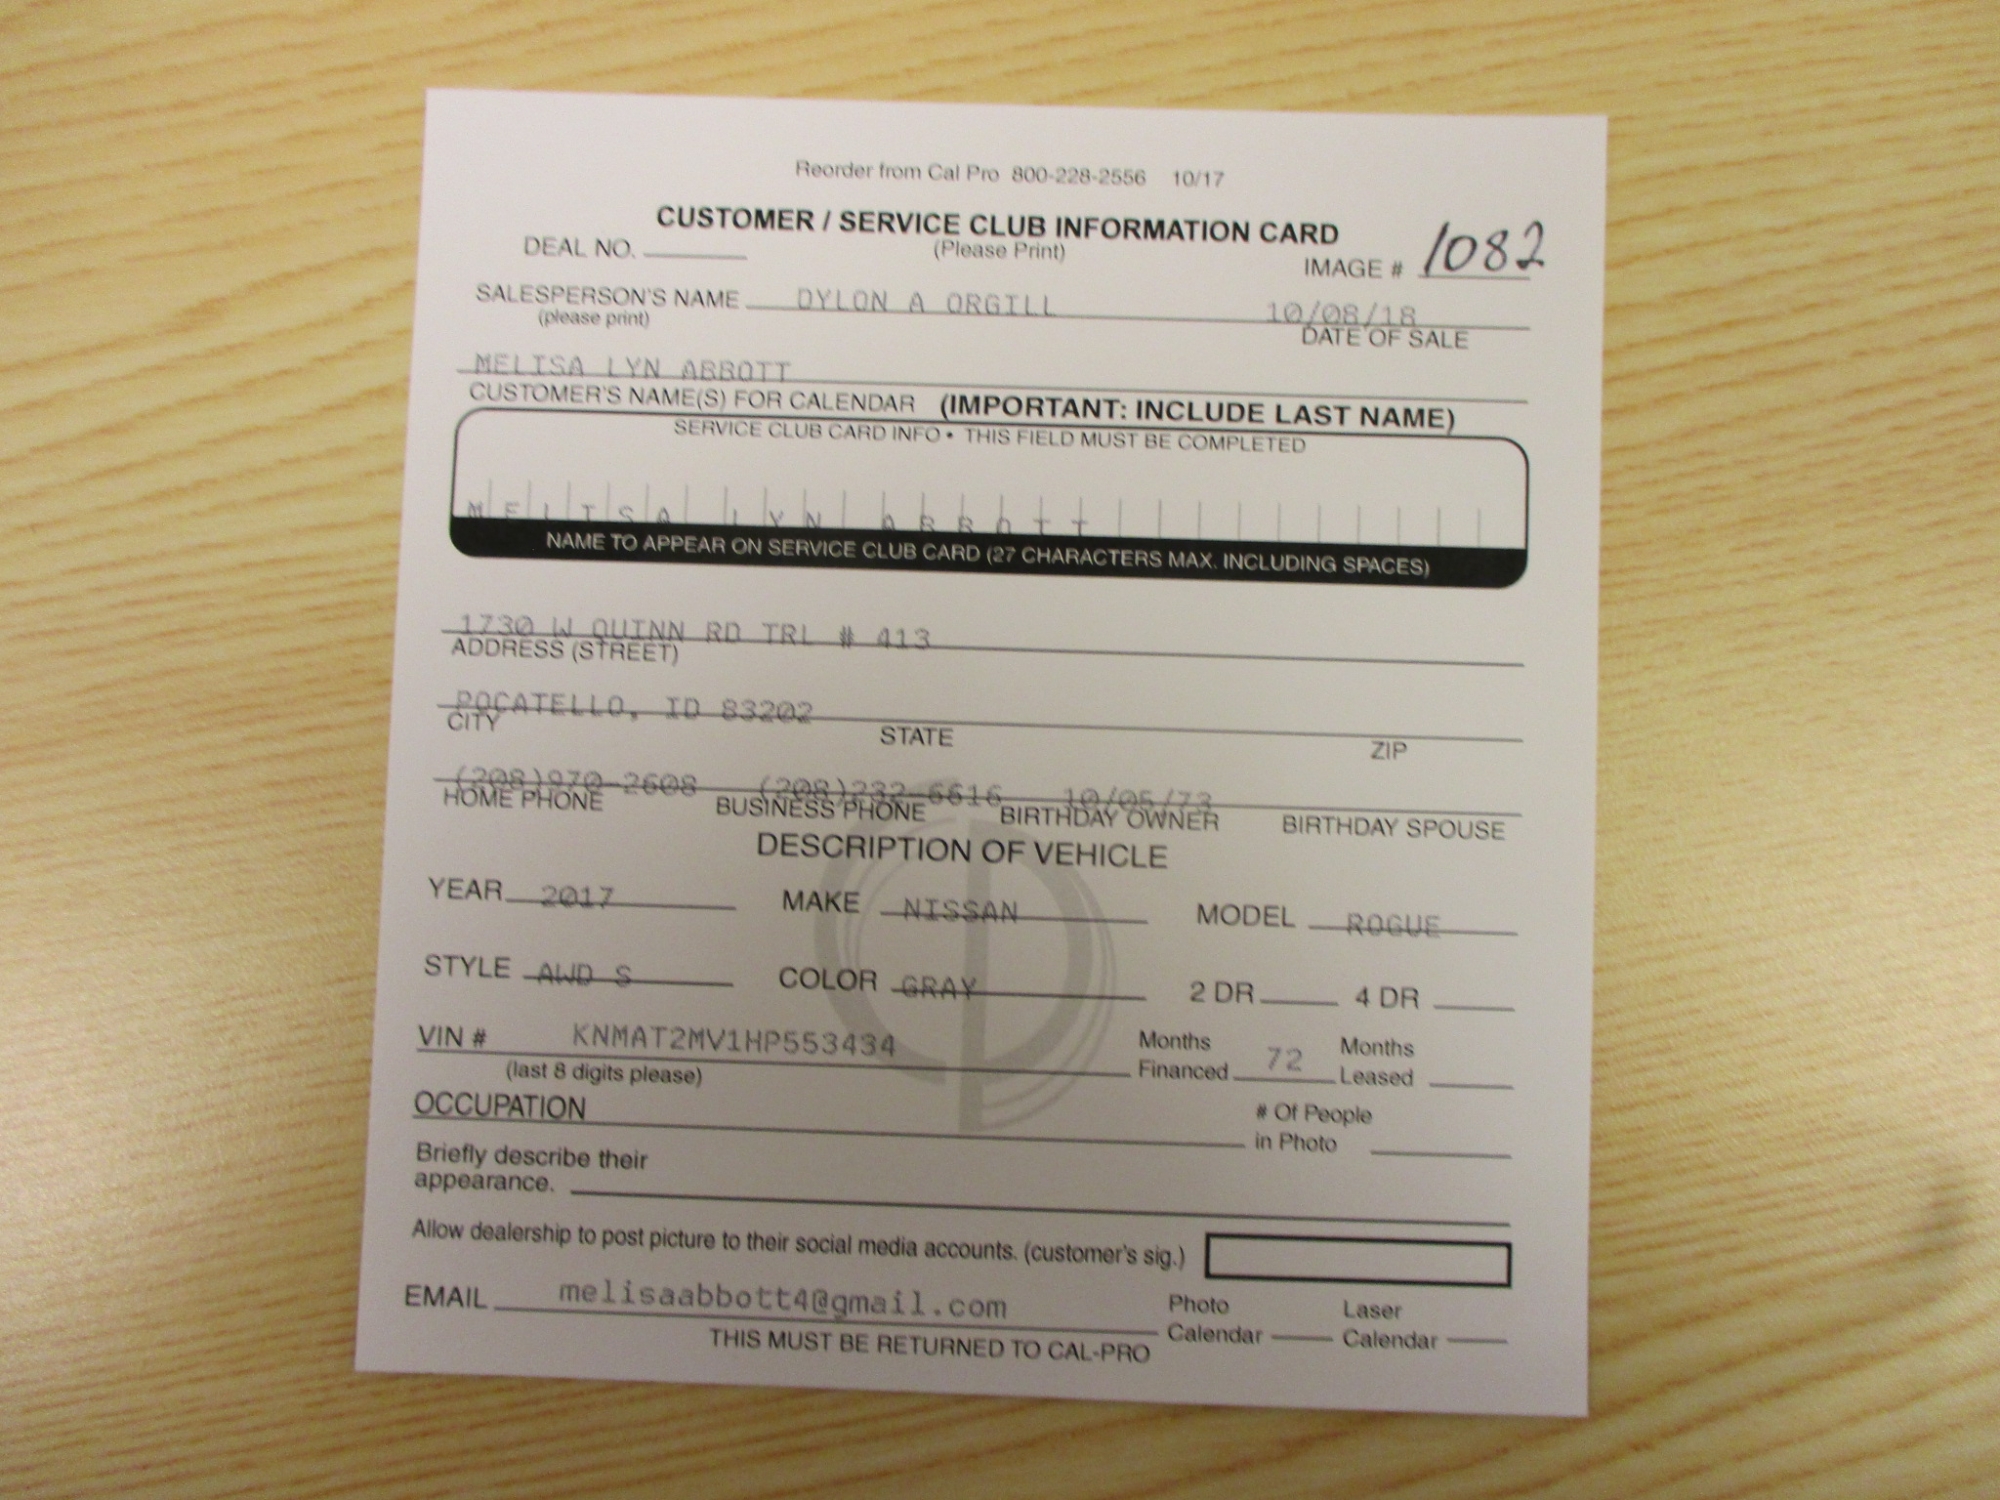 Reorder from Cal Pro 800-228-2556 10/17
CUSTOMER / SERVICE CLUB INFORMATION CARD
DEAL NO. (Please Print) IMAGE # 1082
SALESPERSON'S NAME DYLON A ORGILL 10/08/18
(please print) DATE OF SALE
MELISA LYN ABBOTT
CUSTOMER'S NAME(S) FOR CALENDAR (IMPORTANT: INCLUDE LAST NAME)
SERVICE CLUB CARD INFO • THIS FIELD MUST BE COMPLETED
MELISA LYN ABBOTT
NAME TO APPEAR ON SERVICE CLUB CARD (27 CHARACTERS MAX. INCLUDING SPACES)
1730 W QUINN RD TRL # 413
ADDRESS (STREET)
POCATELLO, ID 83202
CITY STATE ZIP
(208)970-2608 (208)232-6616 10/05/73
HOME PHONE BUSINESS PHONE BIRTHDAY OWNER BIRTHDAY SPOUSE
DESCRIPTION OF VEHICLE
YEAR 2017 MAKE NISSAN MODEL ROGUE
STYLE AWD S COLOR GRAY 2 DR 4 DR
VIN # KNMAT2MV1HP553434 Months Financed 72 Months Leased
(last 8 digits please)
OCCUPATION # Of People in Photo
Briefly describe their
appearance.
Allow dealership to post picture to their social media accounts. (customer's sig.)
EMAIL melisaabbott4@gmail.com Photo Calendar Laser Calendar
THIS MUST BE RETURNED TO CAL-PRO